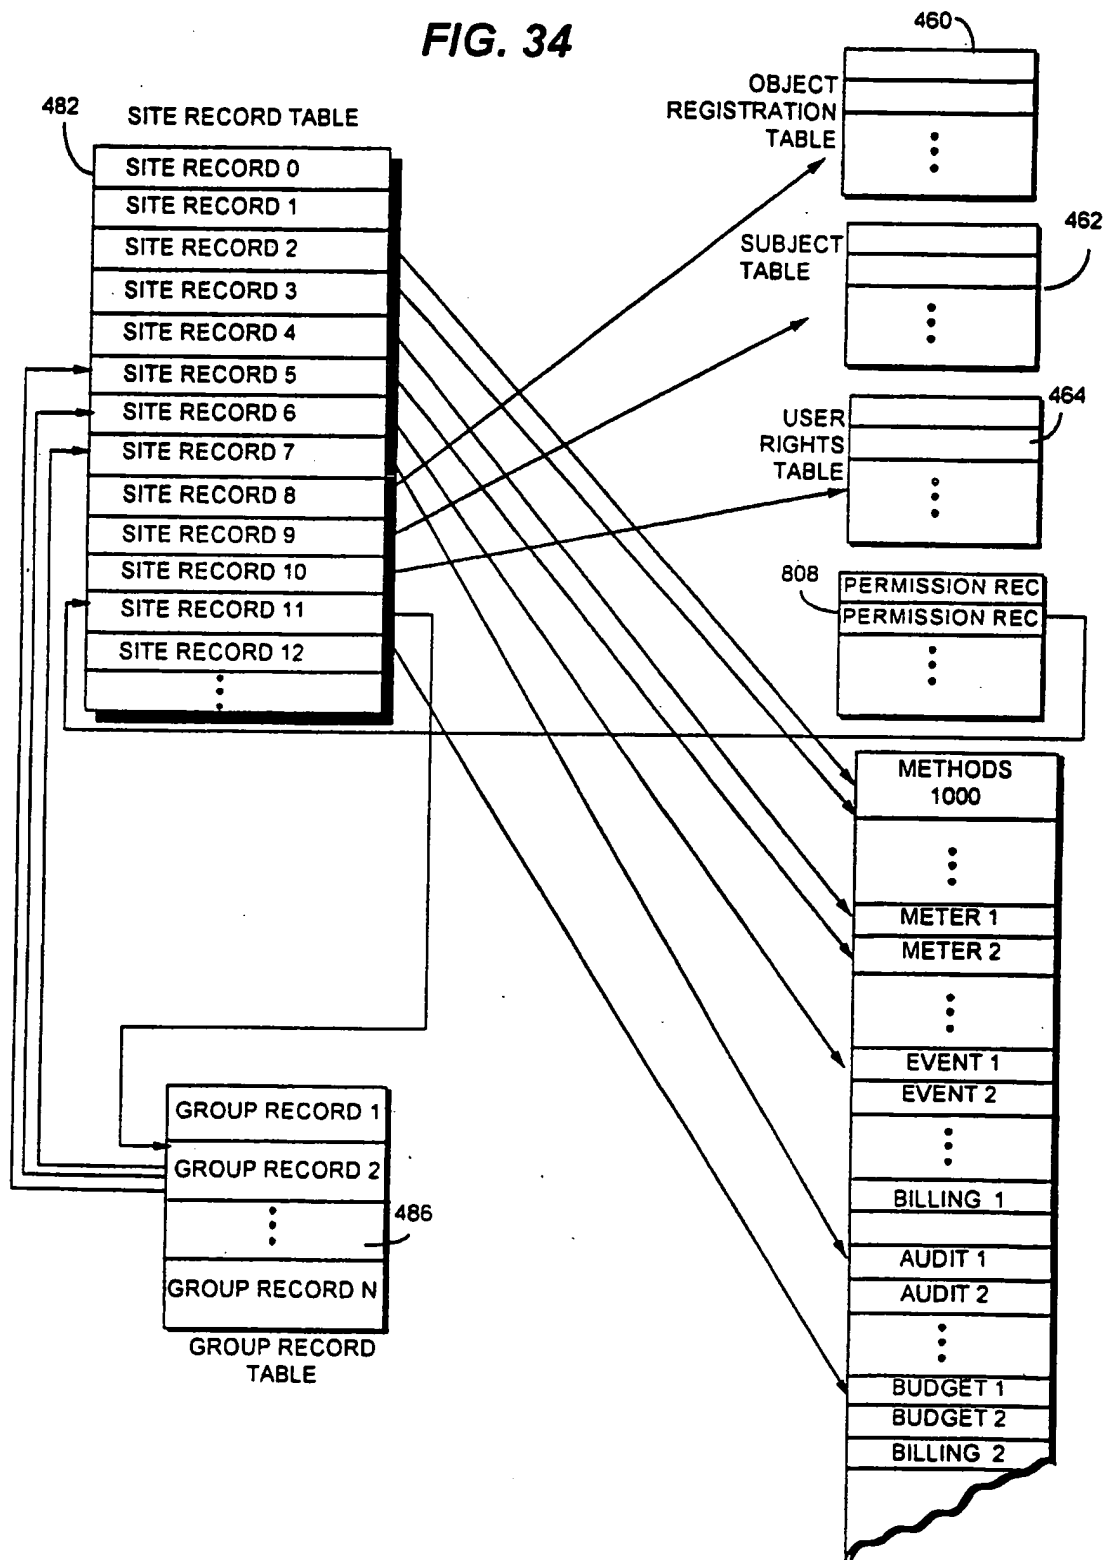 FIG. 34
482
SITE RECORD TABLE
SITE RECORD 0
SITE RECORD 1
SITE RECORD 2
SITE RECORD 3
SITE RECORD 4
SITE RECORD 5
SITE RECORD 6
SITE RECORD 7
SITE RECORD 8
SITE RECORD 9
SITE RECORD 10
SITE RECORD 11
SITE RECORD 12
460
OBJECT
REGISTRATION
TABLE
SUBJECT
TABLE
462
USER
RIGHTS
TABLE
464
808
PERMISSION REC
PERMISSION REC
METHODS
1000
METER 1
METER 2
EVENT 1
EVENT 2
BILLING 1
AUDIT 1
AUDIT 2
BUDGET 1
BUDGET 2
BILLING 2
GROUP RECORD 1
GROUP RECORD 2
486
GROUP RECORD N
GROUP RECORD
TABLE